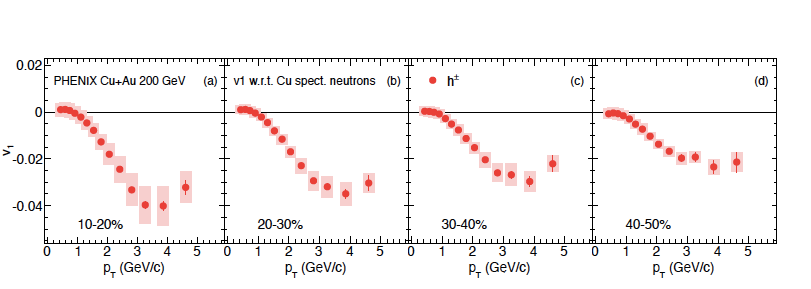 0.02
0
-0.02
-0.04
v1
PHENIX Cu+Au 200 GeV (a)
v1 w.r.t. Cu spect. neutrons (b)
h± (c)
(d)
10-20%
20-30%
30-40%
40-50%
0 1 2 3 4 5 0 1 2 3 4 5 0 1 2 3 4 5 0 1 2 3 4 5
pT (GeV/c) pT (GeV/c) pT (GeV/c) pT (GeV/c)